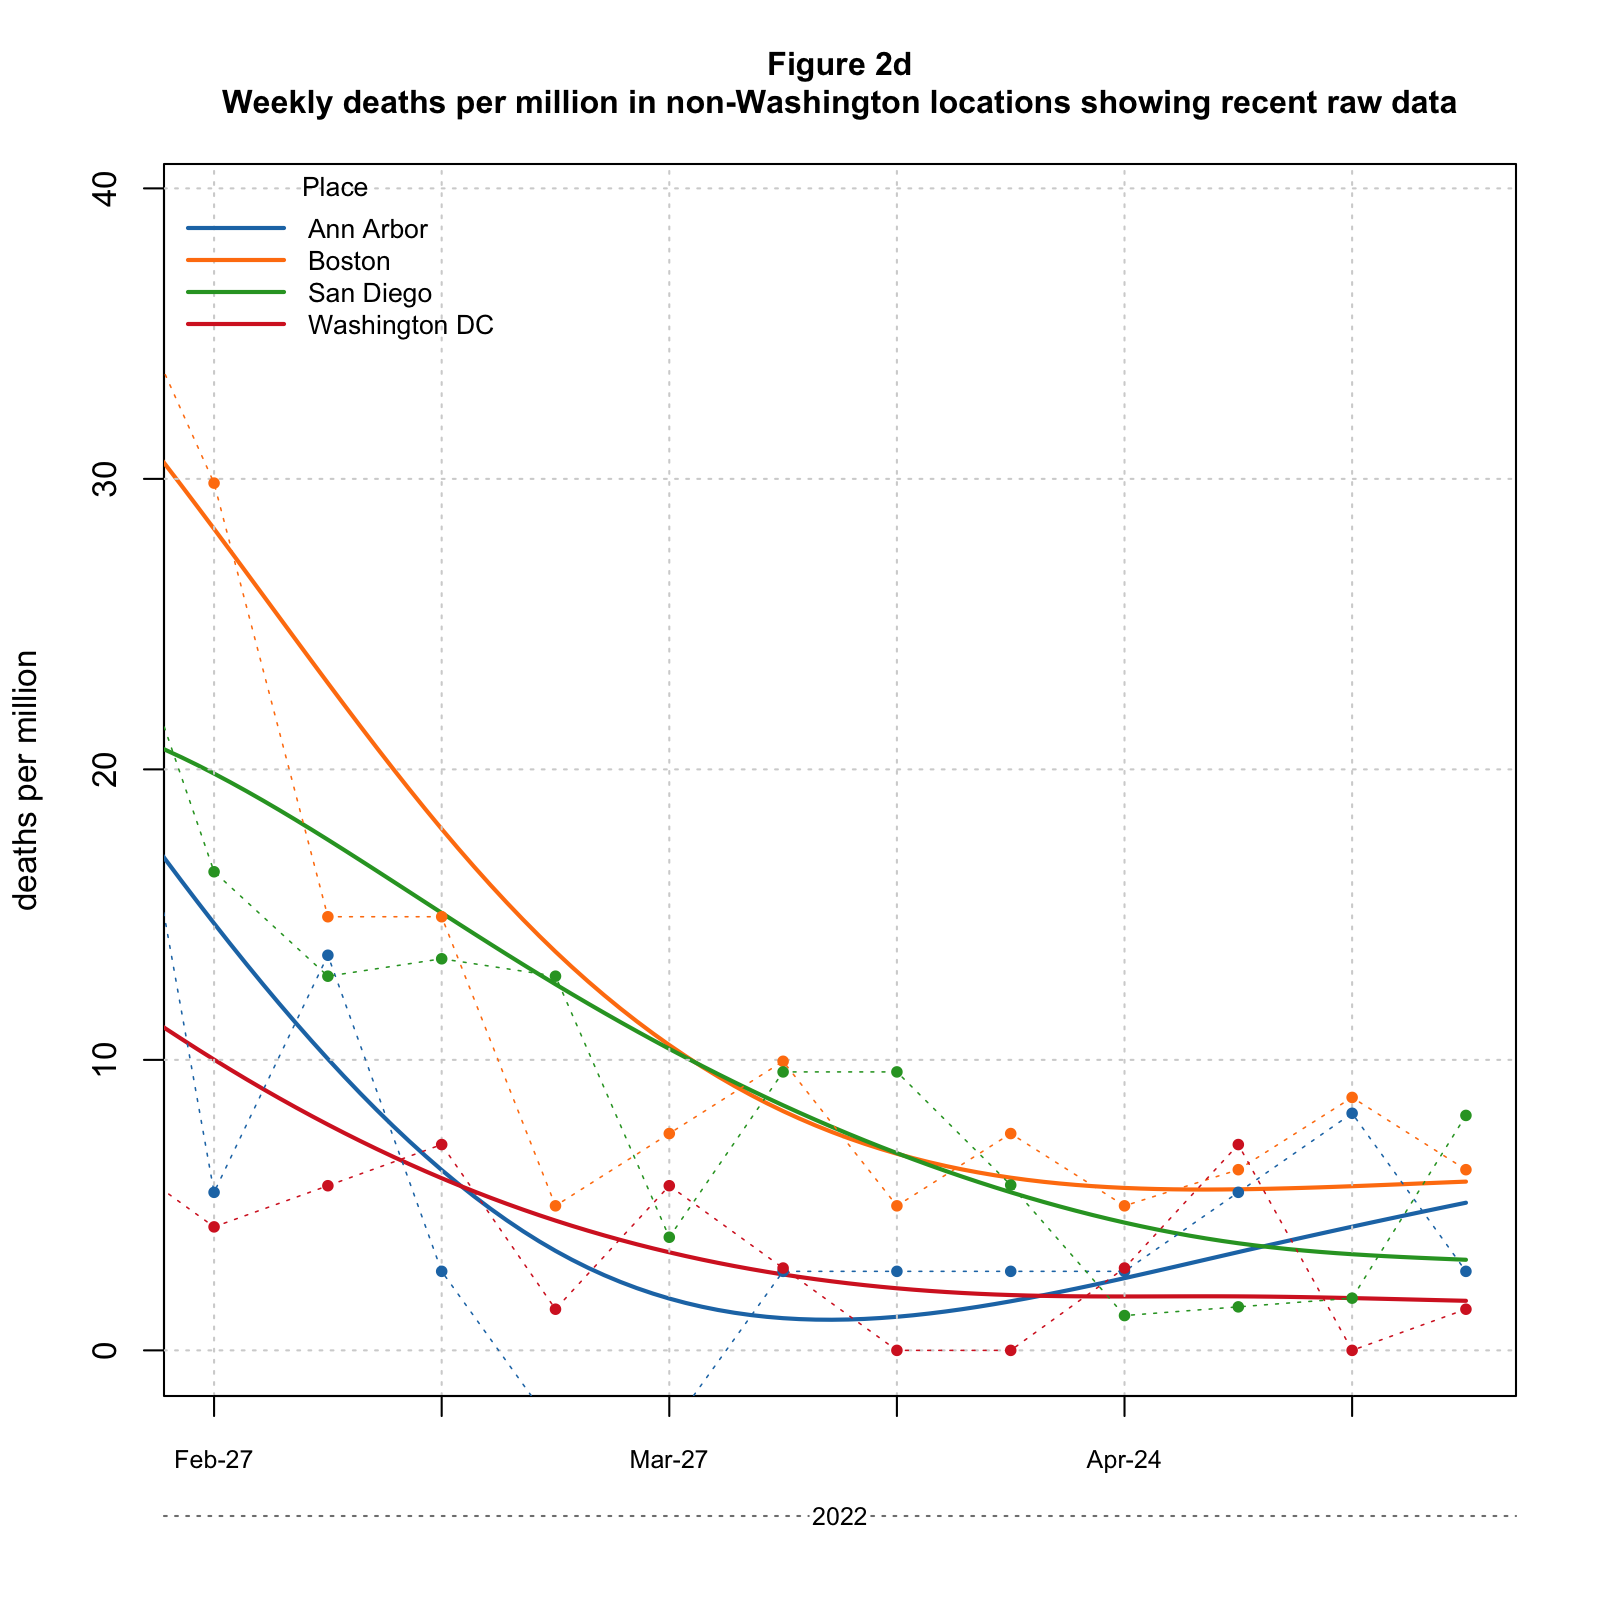 Figure 2d
Weekly deaths per million in non-Washington locations showing recent raw data
Place
Ann Arbor
Boston
San Diego
Washington DC
deaths per million
40
30
20
10
0
Feb-27
Mar-27
Apr-24
2022